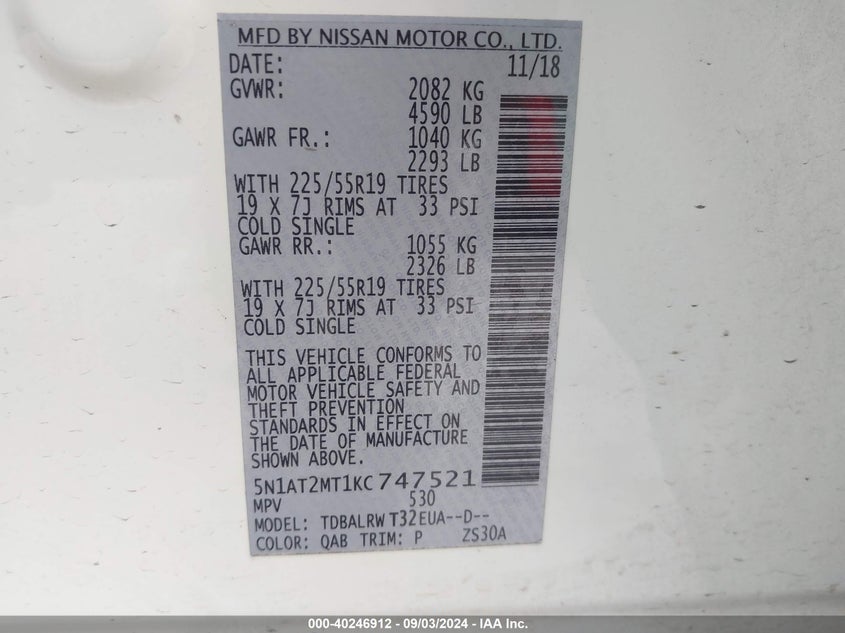 MFD BY NISSAN MOTOR CO., LTD.
DATE: 11/18
GVWR: 2082 KG
4590 LB
GAWR FR.: 1040 KG
2293 LB
WITH 225/55R19 TIRES
19 X 7J RIMS AT 33 PSI
COLD SINGLE
GAWR RR.: 1055 KG
2326 LB
WITH 225/55R19 TIRES
19 X 7J RIMS AT 33 PSI
COLD SINGLE
THIS VEHICLE CONFORMS TO
ALL APPLICABLE FEDERAL
MOTOR VEHICLE SAFETY AND
THEFT PREVENTION
STANDARDS IN EFFECT ON
THE DATE OF MANUFACTURE
SHOWN ABOVE.
5N1AT2MT1KC747521
MPV 530
MODEL: TDBALRW T32EUA--D--
COLOR: QAB TRIM: P ZS30A
000-40246912 - 09/03/2024 - IAA Inc.